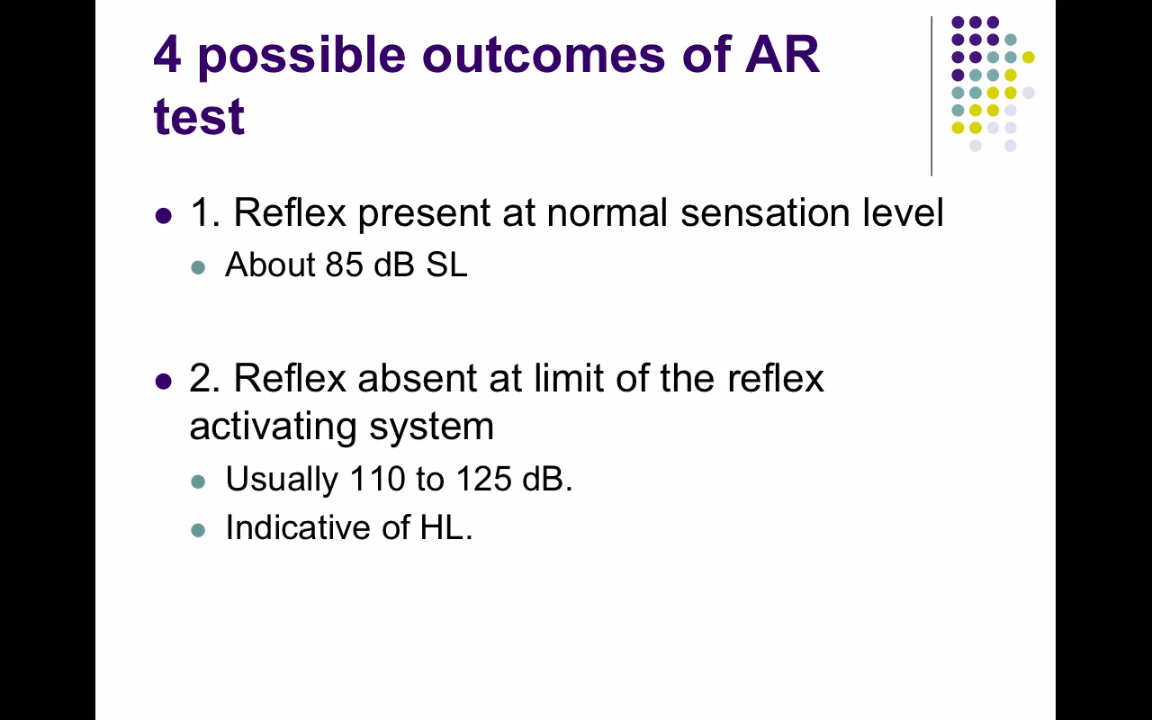 4 possible outcomes of AR
test
1. Reflex present at normal sensation level
About 85 dB SL
2. Reflex absent at limit of the reflex
activating system
Usually 110 to 125 dB.
Indicative of HL.